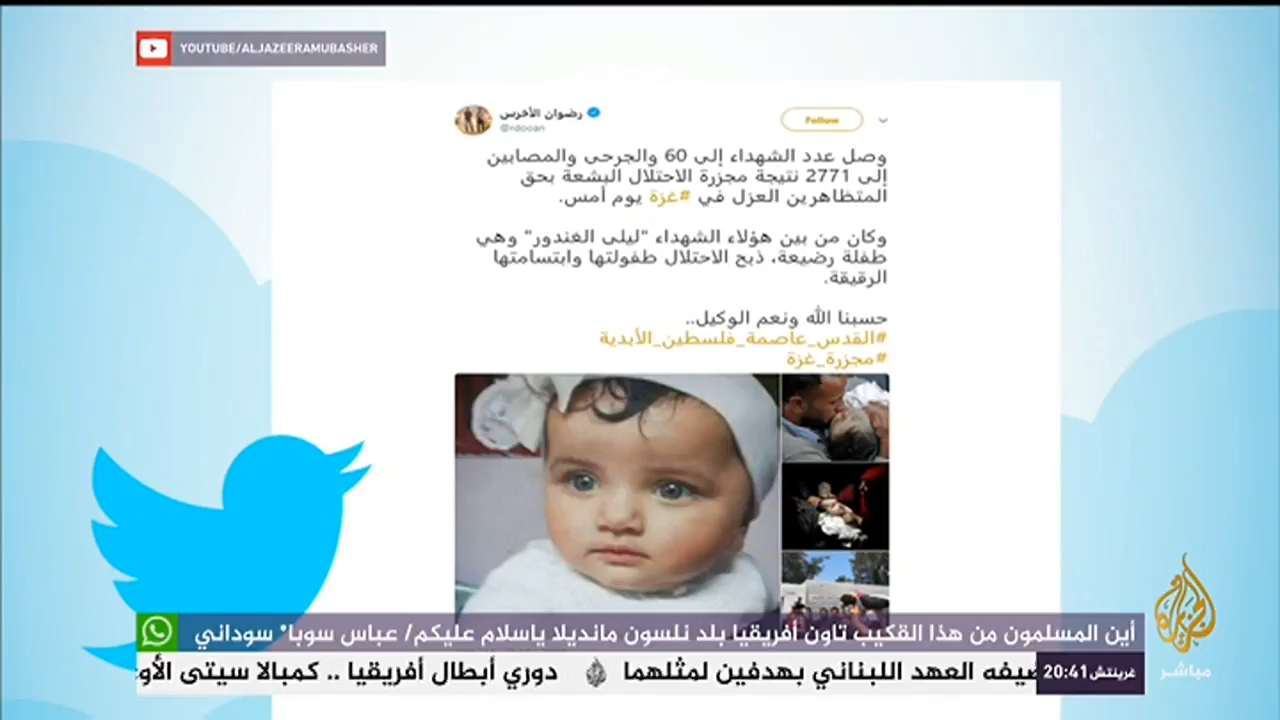 YOUTUBE/ALJAZEERAMUBASHER
رضوان الأخرس
@rdooan
Follow
وصل عدد الشهداء إلى 60 والجرحى والمصابين
إلى 2771 نتيجة مجزرة الاحتلال البشعة بحق
المتظاهرين العزل في #غزة يوم أمس.
وكان من بين هؤلاء الشهداء "ليلى الغندور" وهي
طفلة رضيعة، ذبح الاحتلال طفولتها وابتسامتها
الرقيقة.
حسبنا الله ونعم الوكيل..
#القدس_عاصمة_فلسطين_الأبدية
#مجزرة_غزة
أين المسلمون من هذا القكيب تاون أفريقيا بلد نلسون مانديلا ياسلام عليكم/ عباس سوبا* سوداني
غرينتش 20:41
ضيفه العهد اللبناني بهدفين لمثلهما
دوري أبطال أفريقيا .. كمبالا سيتى
الجزيرة
مباشر